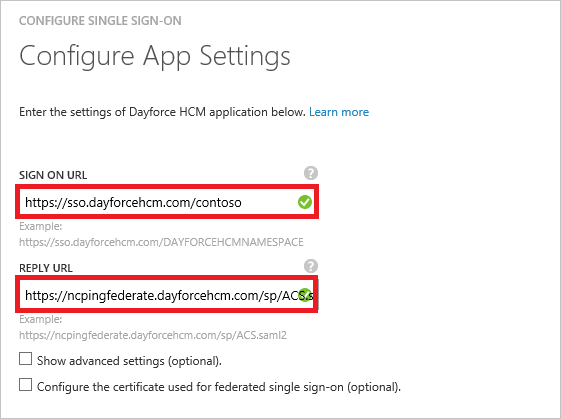 CONFIGURE SINGLE SIGN-ON
Configure App Settings
Enter the settings of Dayforce HCM application below. Learn more
SIGN ON URL ?
https://sso.dayforcehcm.com/contoso
Example:
https://sso.dayforcehcm.com/DAYFORCEHCMNAMESPACE
REPLY URL ?
https://ncpingfederate.dayforcehcm.com/sp/ACS.s
Example:
https://ncpingfederate.dayforcehcm.com/sp/ACS.saml2
Show advanced settings (optional).
Configure the certificate used for federated single sign-on (optional).